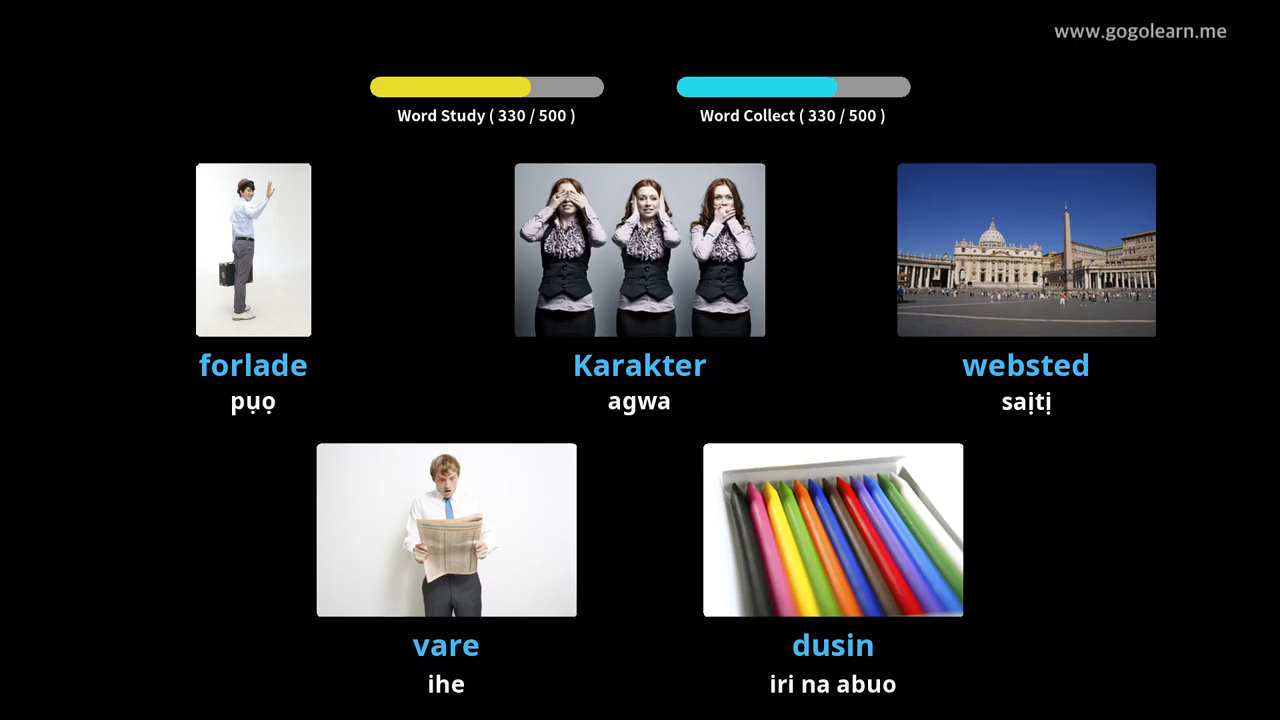 www.gogolearn.me
Word Study ( 330 / 500 )
Word Collect ( 330 / 500 )
forlade
pụọ
Karakter
agwa
websted
saịtị
vare
ihe
dusin
iri na abuo